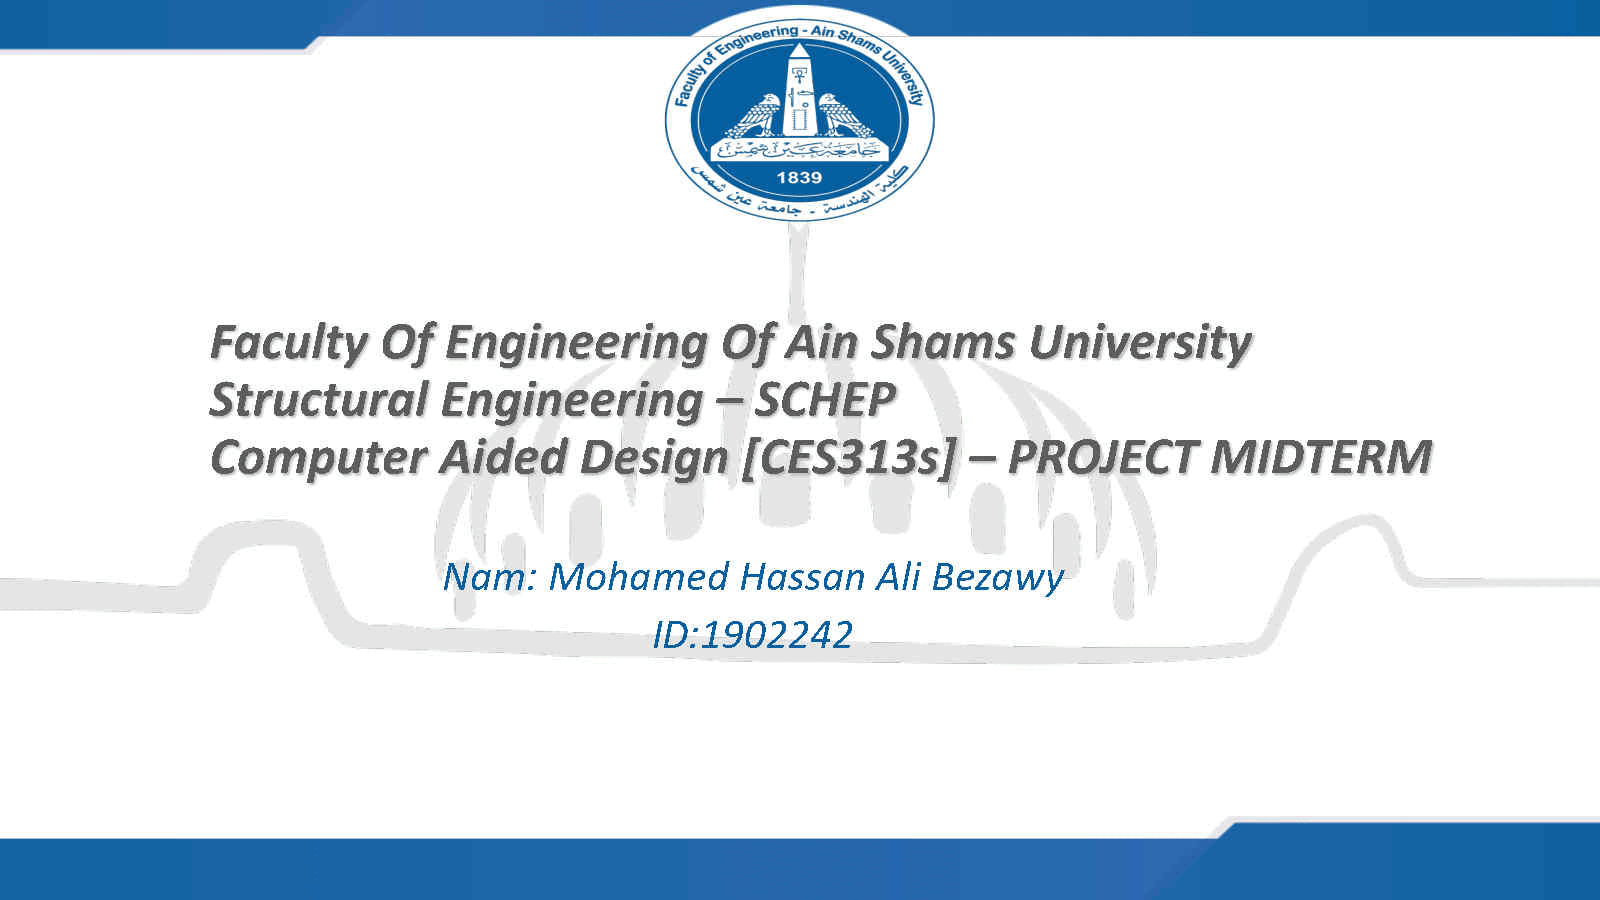 Faculty of Engineering - Ain Shams University
جامعة عين شمس
1839
كلية الهندسة - جامعة عين شمس
Faculty Of Engineering Of Ain Shams University
Structural Engineering – SCHEP
Computer Aided Design [CES313s] – PROJECT MIDTERM
Nam: Mohamed Hassan Ali Bezawy
ID:1902242